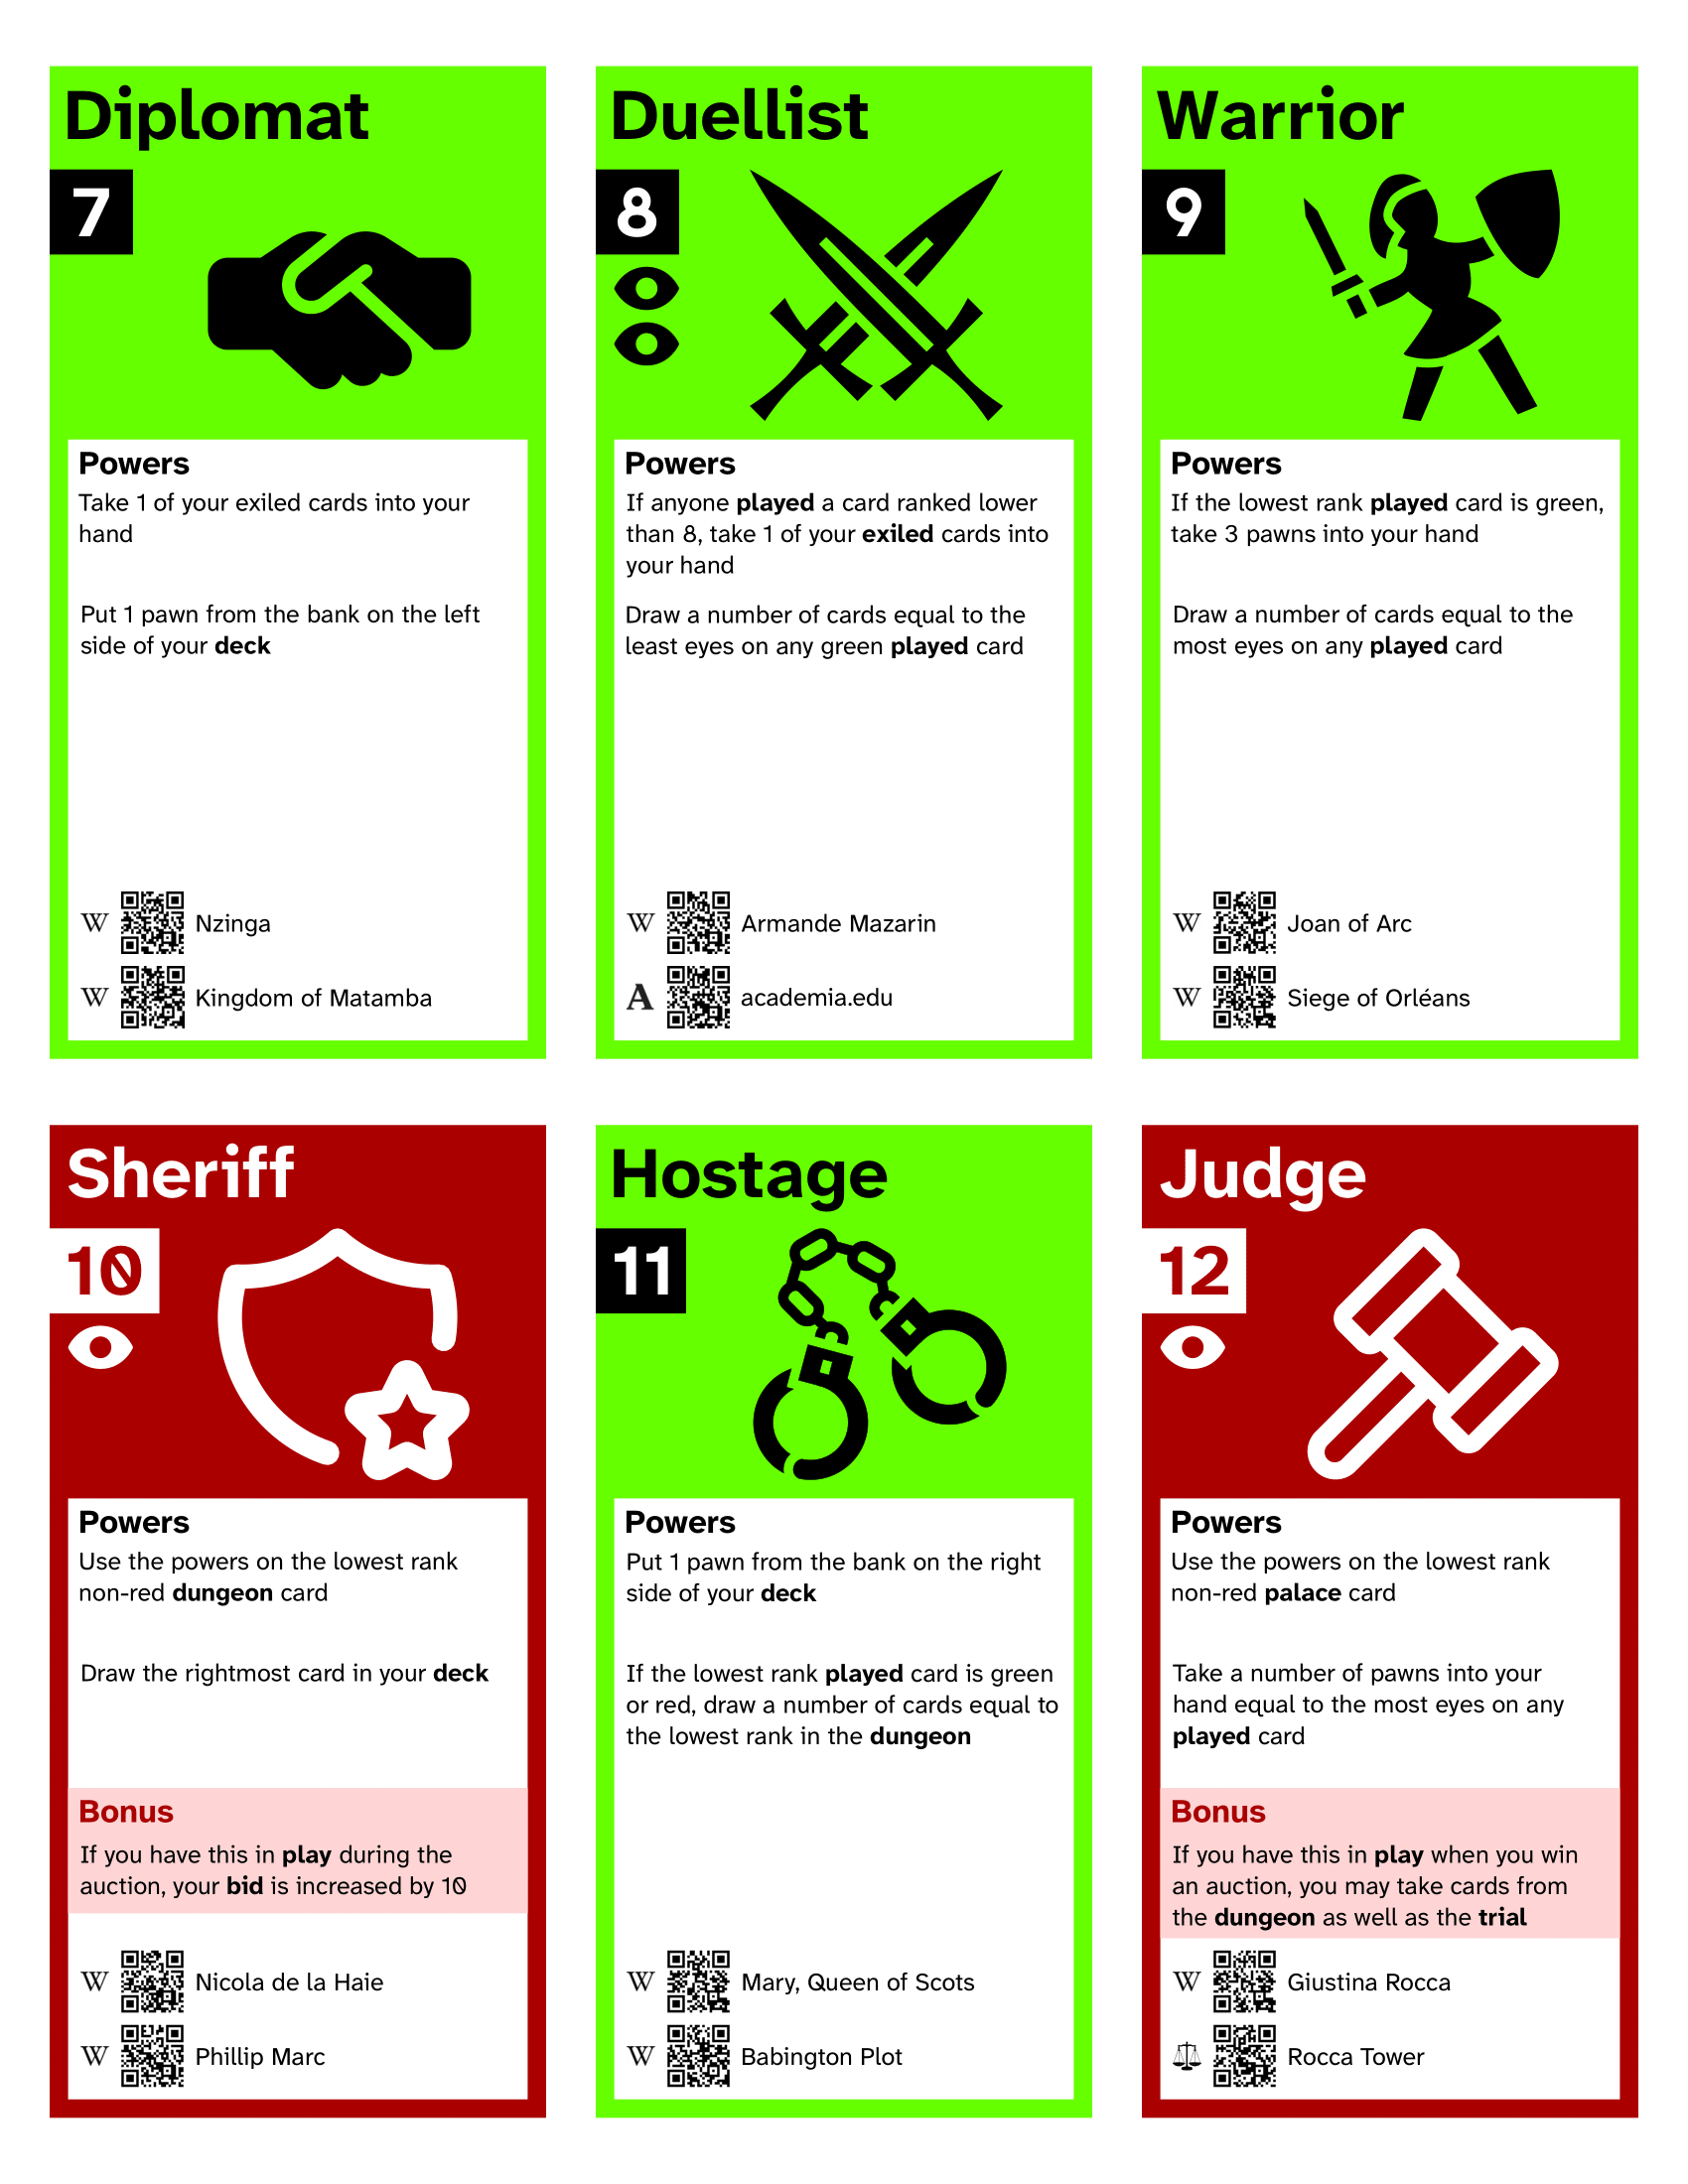 Diplomat
7
Powers
Take 1 of your exiled cards into your
hand
Put 1 pawn from the bank on the left
side of your deck
W Nzinga
W Kingdom of Matamba
Duellist
8
Powers
If anyone played a card ranked lower
than 8, take 1 of your exiled cards into
your hand
Draw a number of cards equal to the
least eyes on any green played card
W Armande Mazarin
A academia.edu
Warrior
9
Powers
If the lowest rank played card is green,
take 3 pawns into your hand
Draw a number of cards equal to the
most eyes on any played card
W Joan of Arc
W Siege of Orléans
Sheriff
10
Powers
Use the powers on the lowest rank
non-red dungeon card
Draw the rightmost card in your deck
Bonus
If you have this in play during the
auction, your bid is increased by 10
W Nicola de la Haie
W Phillip Marc
Hostage
11
Powers
Put 1 pawn from the bank on the right
side of your deck
If the lowest rank played card is green
or red, draw a number of cards equal to
the lowest rank in the dungeon
W Mary, Queen of Scots
W Babington Plot
Judge
12
Powers
Use the powers on the lowest rank
non-red palace card
Take a number of pawns into your
hand equal to the most eyes on any
played card
Bonus
If you have this in play when you win
an auction, you may take cards from
the dungeon as well as the trial
W Giustina Rocca
Rocca Tower